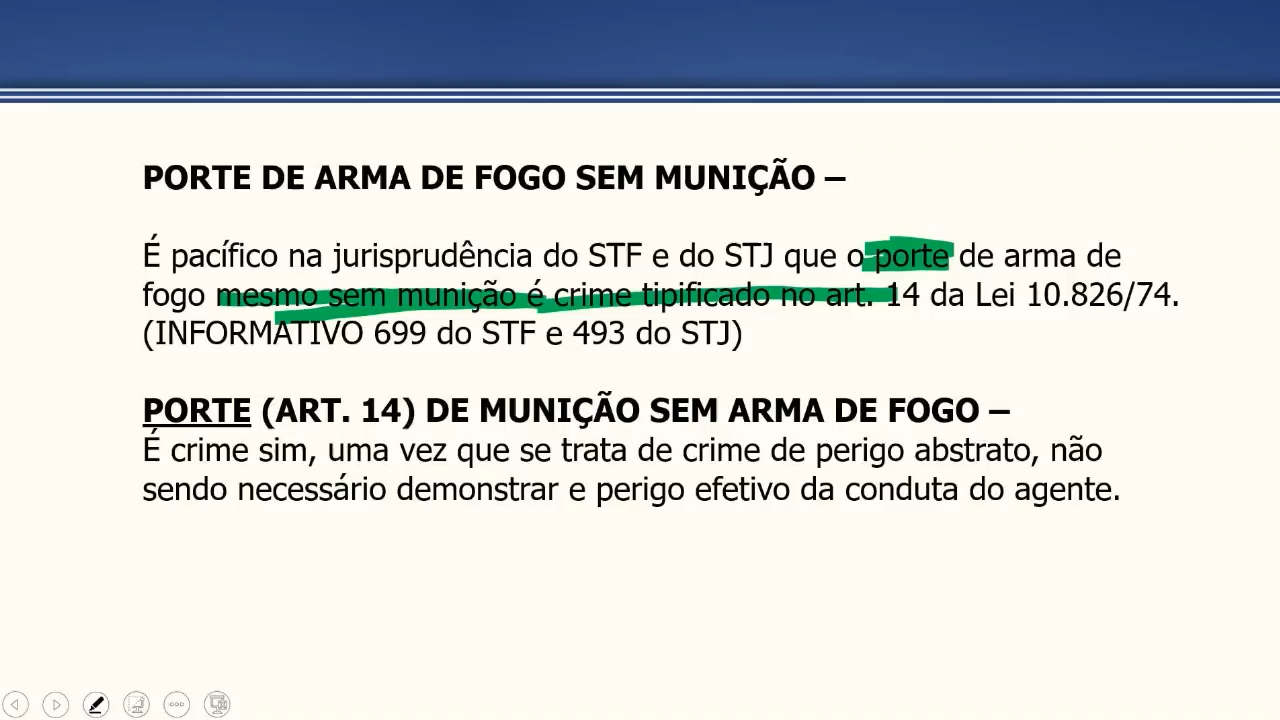 PORTE DE ARMA DE FOGO SEM MUNIÇÃO –
É pacífico na jurisprudência do STF e do STJ que o porte de arma de
fogo mesmo sem munição é crime tipificado no art. 14 da Lei 10.826/74.
(INFORMATIVO 699 do STF e 493 do STJ)
PORTE (ART. 14) DE MUNIÇÃO SEM ARMA DE FOGO –
É crime sim, uma vez que se trata de crime de perigo abstrato, não
sendo necessário demonstrar e perigo efetivo da conduta do agente.